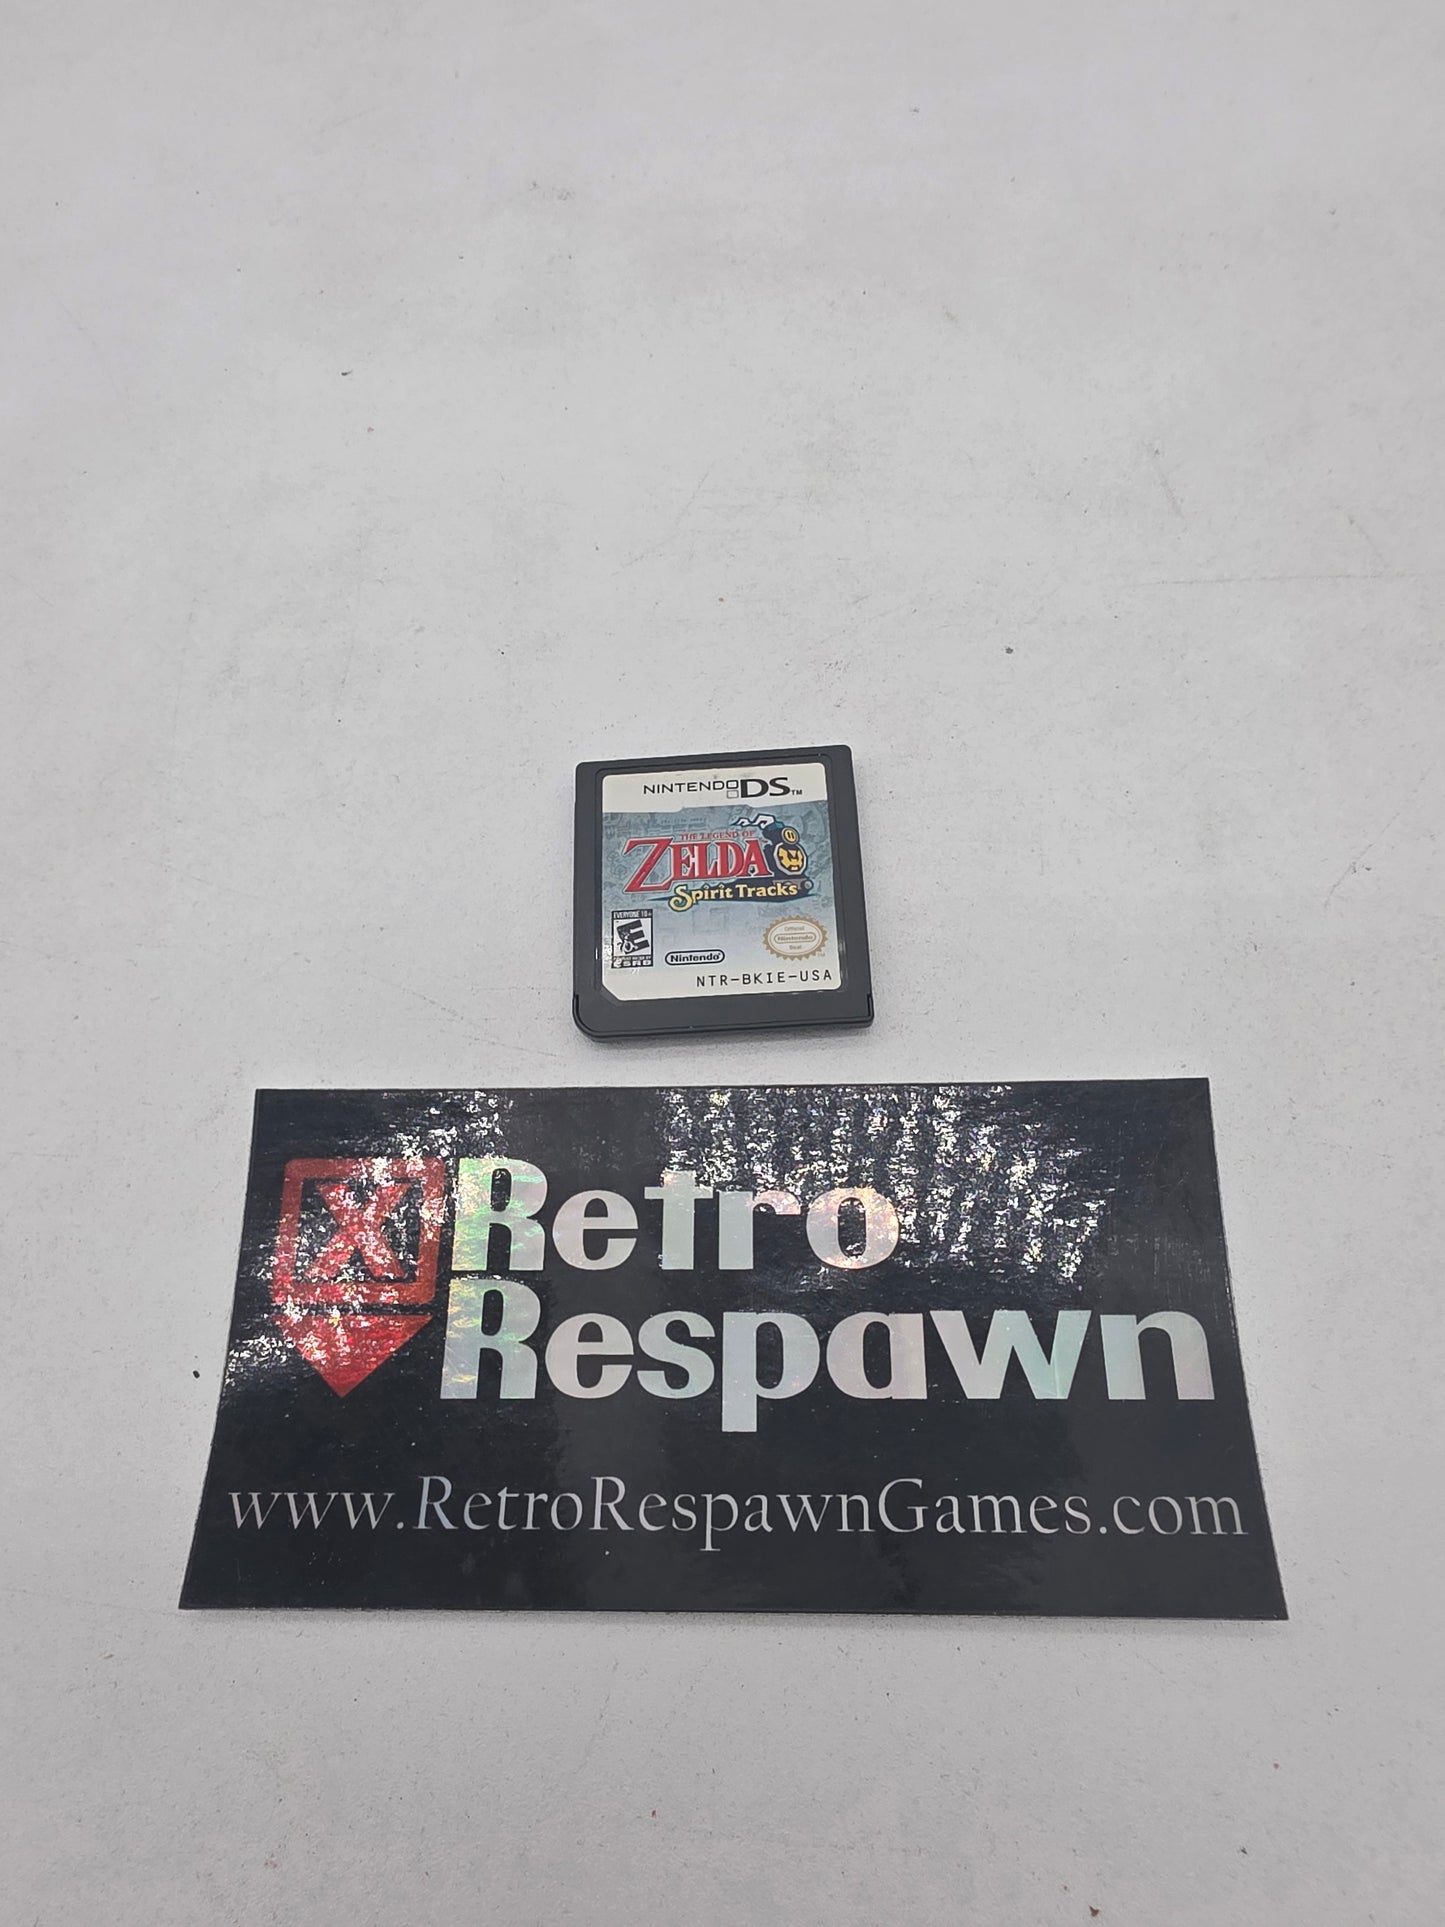 NINTENDO DS™
THE LEGEND OF
ZELDA
Spirit Tracks
EVERYONE 10+
E
ESRB
Nintendo
Official
Nintendo
Seal
NTR-BKIE-USA
X
Retro
Respawn
www.RetroRespawnGames.com